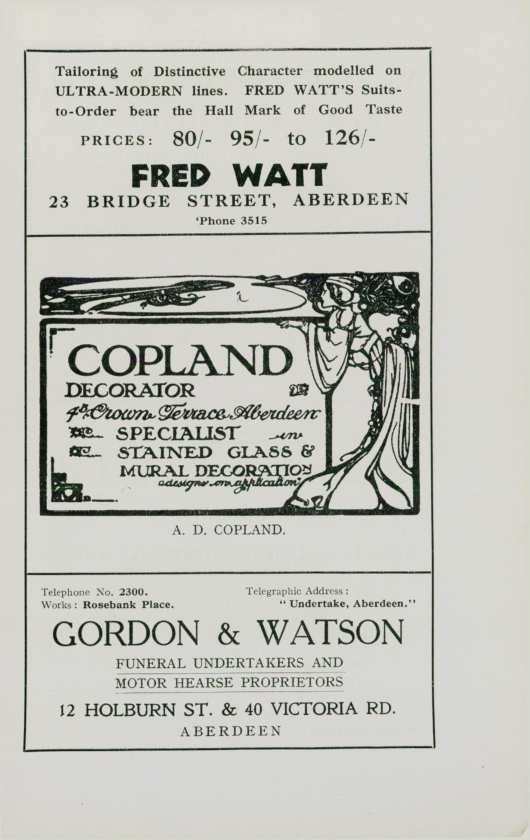 Tailoring of Distinctive Character modelled on
ULTRA-MODERN lines. FRED WATT'S Suits-
to-Order bear the Hall Mark of Good Taste
PRICES: 80/- 95/- to 126/-
FRED WATT
23 BRIDGE STREET, ABERDEEN
'Phone 3515
COPLAND
DECORATOR
4B Crown Terrace Aberdeen
SPECIALIST in
STAINED GLASS &
MURAL DECORATION
designs on application
A. D. COPLAND.
Telephone No. 2300. Telegraphic Address:
Works: Rosebank Place. "Undertake, Aberdeen."
GORDON & WATSON
FUNERAL UNDERTAKERS AND
MOTOR HEARSE PROPRIETORS
12 HOLBURN ST. & 40 VICTORIA RD.
ABERDEEN